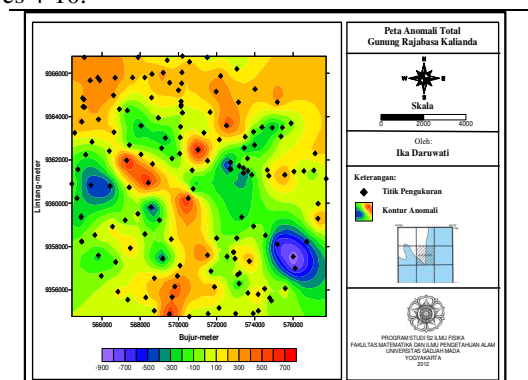 Peta Anomali Total
Gunung Rajabasa Kalianda
N
W E
S
Skala
0 2000 4000
Oleh:
Ika Daruwati
Keterangan:
Titik Pengukuran
Kontur Anomali
PROGRAM STUDI S2 ILMU FISIKA
FAKULTAS MATEMATIKA DAN ILMU PENGETAHUAN ALAM
UNIVERSITAS GADJAH MADA
YOGYAKARTA
2012
Lintang-meter
9366000
9364000
9362000
9360000
9358000
9356000
566000 568000 570000 572000 574000 576000
Bujur-meter
-900 -700 -500 -300 -100 100 300 500 700